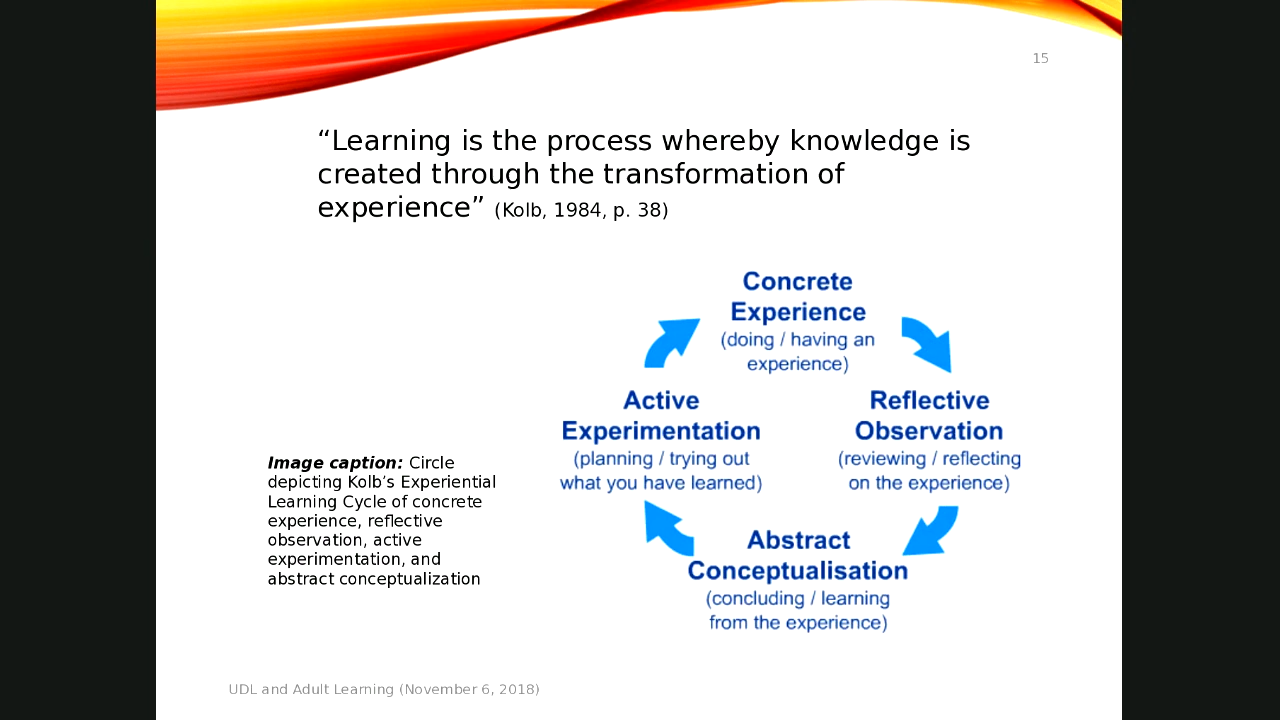 15
“Learning is the process whereby knowledge is
created through the transformation of
experience” (Kolb, 1984, p. 38)
Concrete
Experience
(doing / having an
experience)
Active
Experimentation
(planning / trying out
what you have learned)
Reflective
Observation
(reviewing / reflecting
on the experience)
Abstract
Conceptualisation
(concluding / learning
from the experience)
Image caption: Circle
depicting Kolb’s Experiential
Learning Cycle of concrete
experience, reflective
observation, active
experimentation, and
abstract conceptualization
UDL and Adult Learning (November 6, 2018)